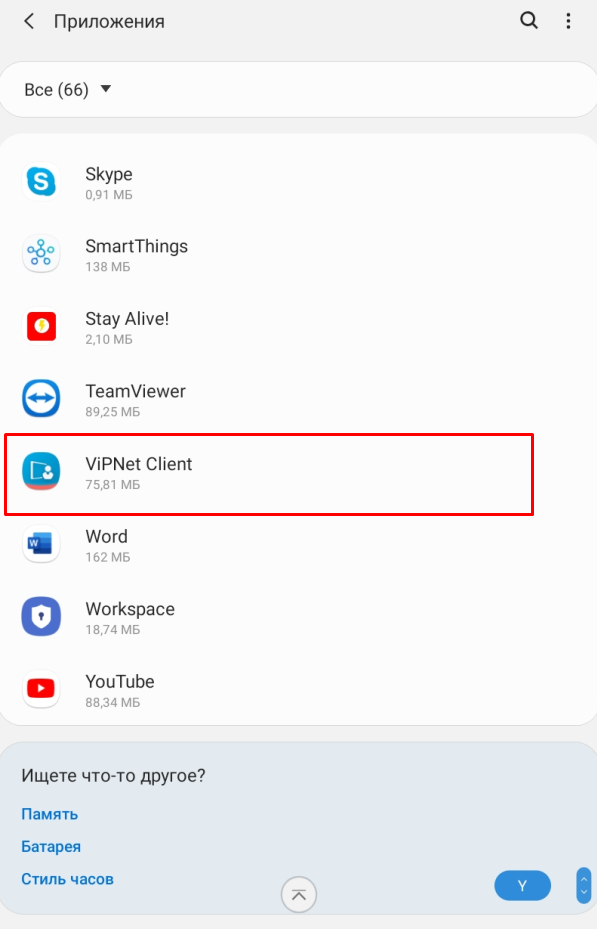 Приложения
Все (66)
S
Skype
0,91 МБ
SmartThings
138 МБ
Stay Alive!
2,10 МБ
TeamViewer
89,25 МБ
ViPNet Client
75,81 МБ
W
Word
162 МБ
Workspace
18,74 МБ
YouTube
88,34 МБ
Ищете что-то другое?
Память
Батарея
Стиль часов
Y